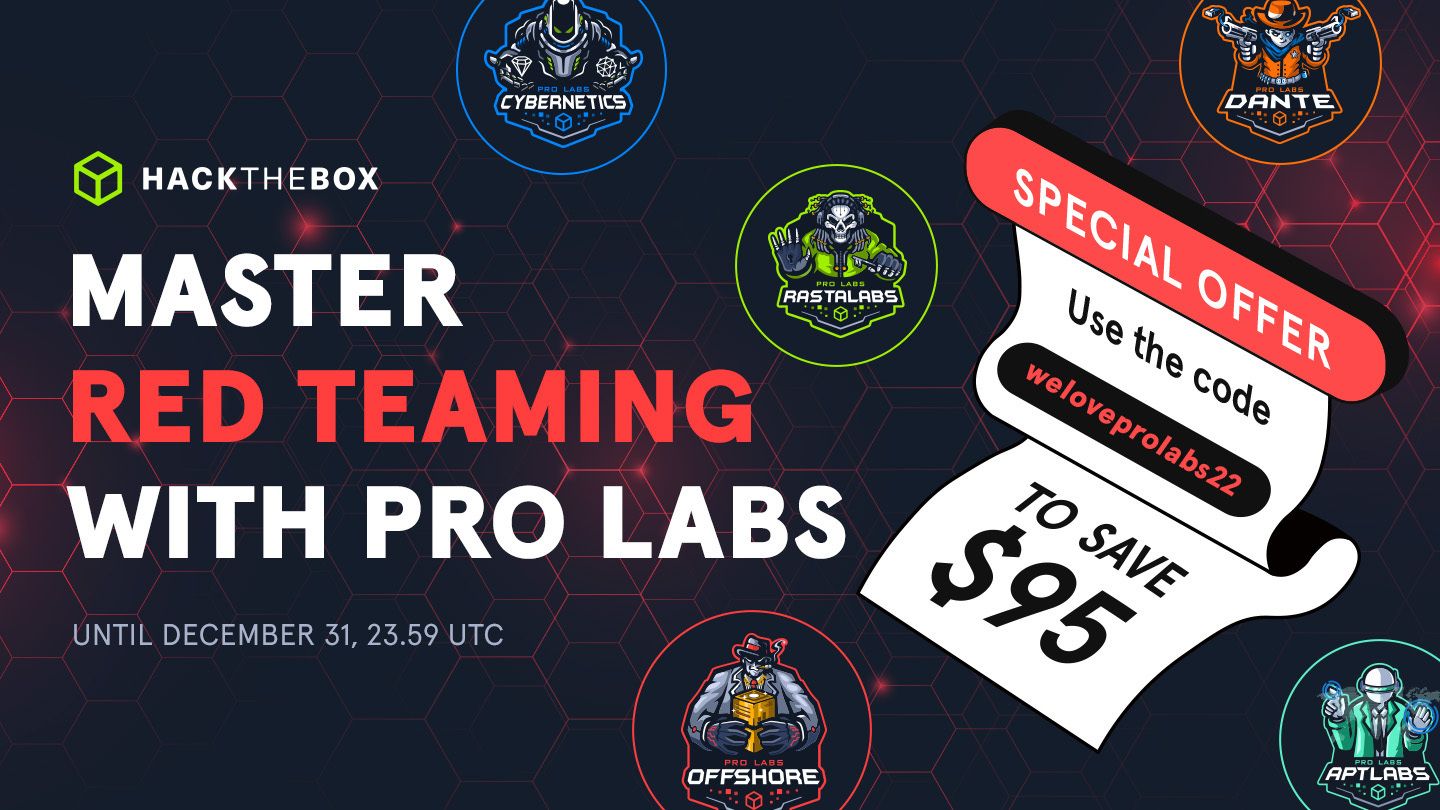 PRO LABS
CYBERNETICS
PRO LABS
DANTE
HACKTHEBOX
MASTER
RED TEAMING
WITH PRO LABS
UNTIL DECEMBER 31, 23.59 UTC
PRO LABS
RASTALABS
SPECIAL OFFER
Use the code
weloveprolabs22
TO SAVE
$95
PRO LABS
OFFSHORE
PRO LABS
APTLABS